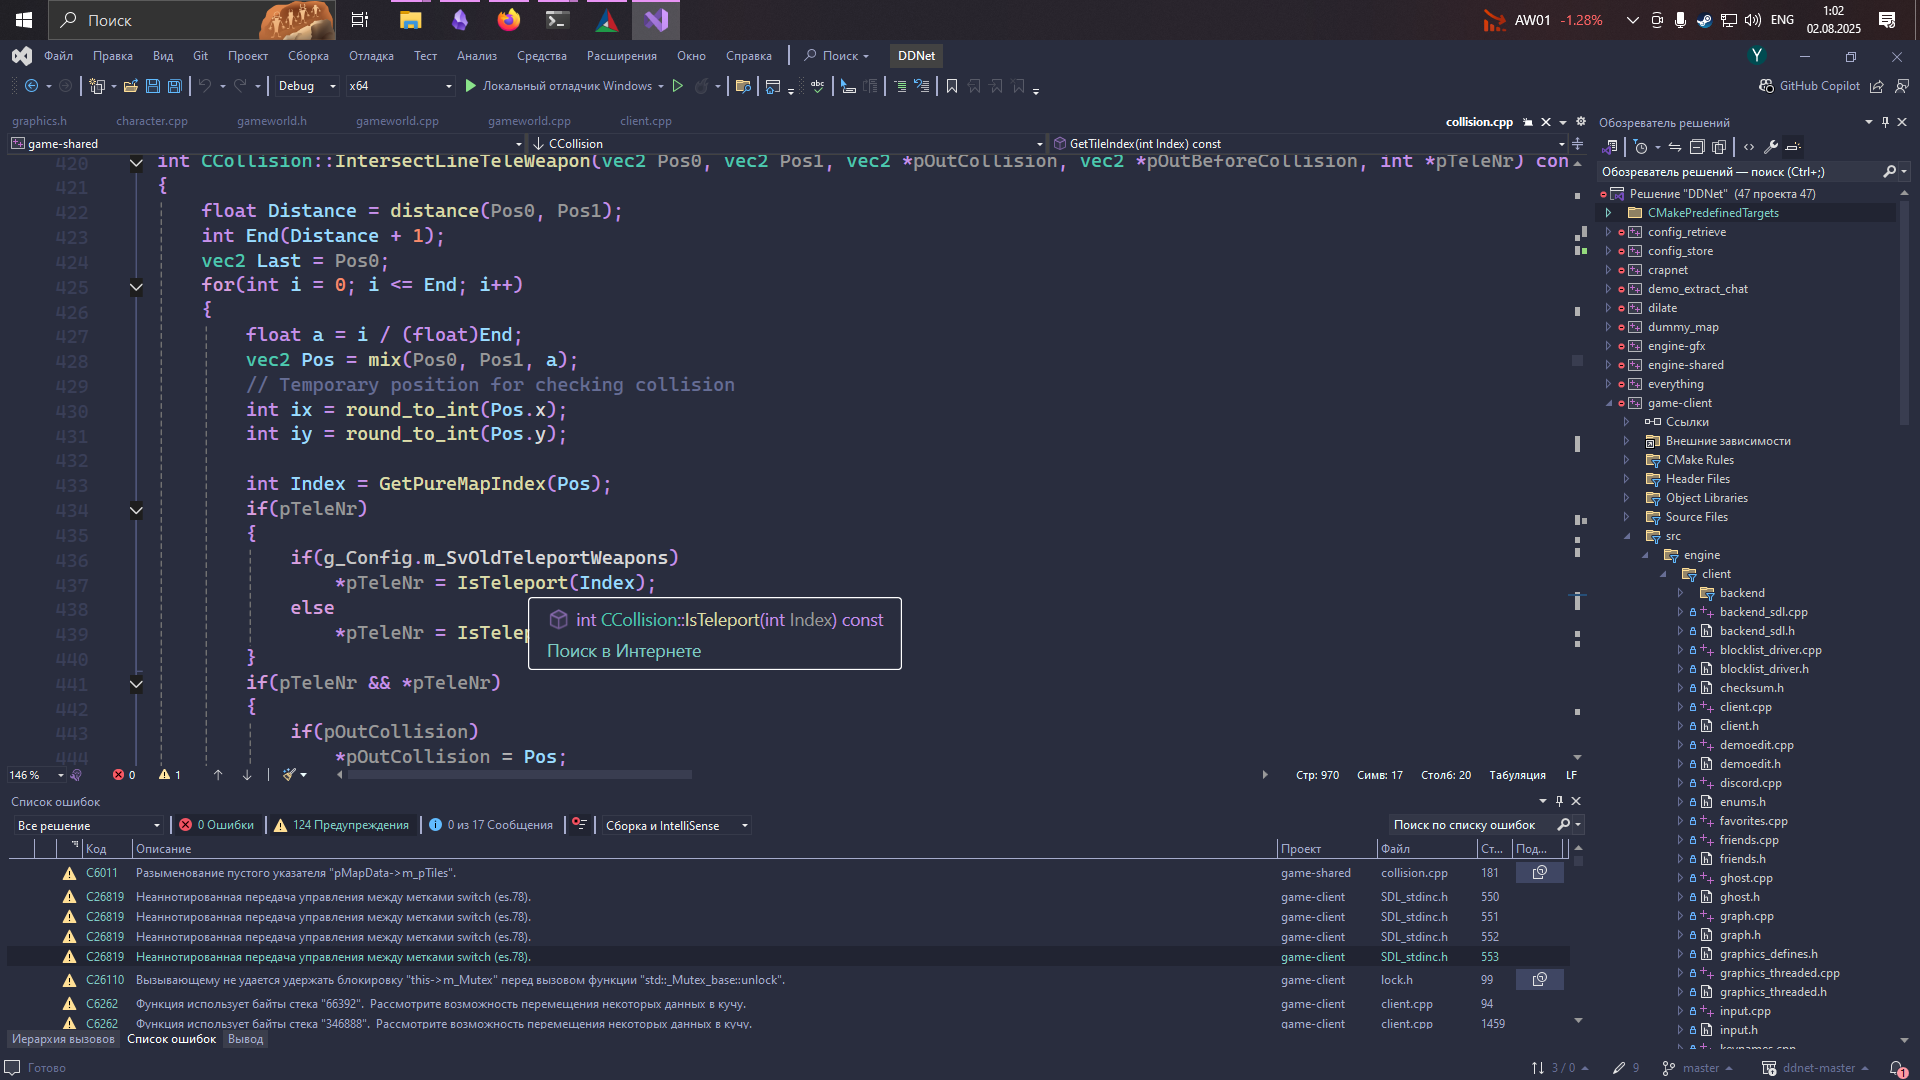 Поиск
AW01 -1.28%
ENG
1:02
02.08.2025
Файл Правка Вид Git Проект Сборка Отладка Тест Анализ Средства Расширения Окно Справка Поиск DDNet
Y
Debug x64 Локальный отладчик Windows
GitHub Copilot
graphics.h character.cpp gameworld.h gameworld.cpp gameworld.cpp client.cpp collision.cpp
game-shared CCollision GetTileIndex(int Index) const
420 int CCollision::IntersectLineTeleWeapon(vec2 Pos0, vec2 Pos1, vec2 *pOutCollision, vec2 *pOutBeforeCollision, int *pTeleNr) con
421 {
422 float Distance = distance(Pos0, Pos1);
423 int End(Distance + 1);
424 vec2 Last = Pos0;
425 for(int i = 0; i <= End; i++)
426 {
427 float a = i / (float)End;
428 vec2 Pos = mix(Pos0, Pos1, a);
429 // Temporary position for checking collision
430 int ix = round_to_int(Pos.x);
431 int iy = round_to_int(Pos.y);
432
433 int Index = GetPureMapIndex(Pos);
434 if(pTeleNr)
435 {
436 if(g_Config.m_SvOldTeleportWeapons)
437 *pTeleNr = IsTeleport(Index);
438 else
439 *pTeleNr = IsTelep
440 }
441 if(pTeleNr && *pTeleNr)
442 {
443 if(pOutCollision)
444 *pOutCollision = Pos;
int CCollision::IsTeleport(int Index) const
Поиск в Интернете
146 % 0 1 Стр: 970 Симв: 17 Столб: 20 Табуляция LF
Список ошибок
Все решение 0 Ошибки 124 Предупреждения 0 из 17 Сообщения Сборка и IntelliSense Поиск по списку ошибок
Код Описание Проект Файл Ст... Под...
C6011 Разыменование пустого указателя "pMapData->m_pTiles". game-shared collision.cpp 181
C26819 Неаннотированная передача управления между метками switch (es.78). game-client SDL_stdinc.h 550
C26819 Неаннотированная передача управления между метками switch (es.78). game-client SDL_stdinc.h 551
C26819 Неаннотированная передача управления между метками switch (es.78). game-client SDL_stdinc.h 552
C26819 Неаннотированная передача управления между метками switch (es.78). game-client SDL_stdinc.h 553
C26110 Вызывающему не удается удержать блокировку "this->m_Mutex" перед вызовом функции "std::_Mutex_base::unlock". game-client lock.h 99
C6262 Функция использует байты стека "66392". Рассмотрите возможность перемещения некоторых данных в кучу. game-client client.cpp 94
C6262 Функция использует байты стека "346888". Рассмотрите возможность перемещения некоторых данных в кучу. game-client client.cpp 1459
Иерархия вызовов Список ошибок Вывод
Обозреватель решений
Обозреватель решений — поиск (Ctrl+;)
Решение "DDNet" (47 проекта 47)
CMakePredefinedTargets
config_retrieve
config_store
crapnet
demo_extract_chat
dilate
dummy_map
engine-gfx
engine-shared
everything
game-client
Ссылки
Внешние зависимости
CMake Rules
Header Files
Object Libraries
Source Files
src
engine
client
backend
backend_sdl.cpp
backend_sdl.h
blocklist_driver.cpp
blocklist_driver.h
checksum.h
client.cpp
client.h
demoedit.cpp
demoedit.h
discord.cpp
enums.h
favorites.cpp
friends.cpp
friends.h
ghost.cpp
ghost.h
graph.cpp
graph.h
graphics_defines.h
graphics_threaded.cpp
graphics_threaded.h
input.cpp
input.h
keynames.cpp
Готово 3 / 0 9 master ddnet-master 1